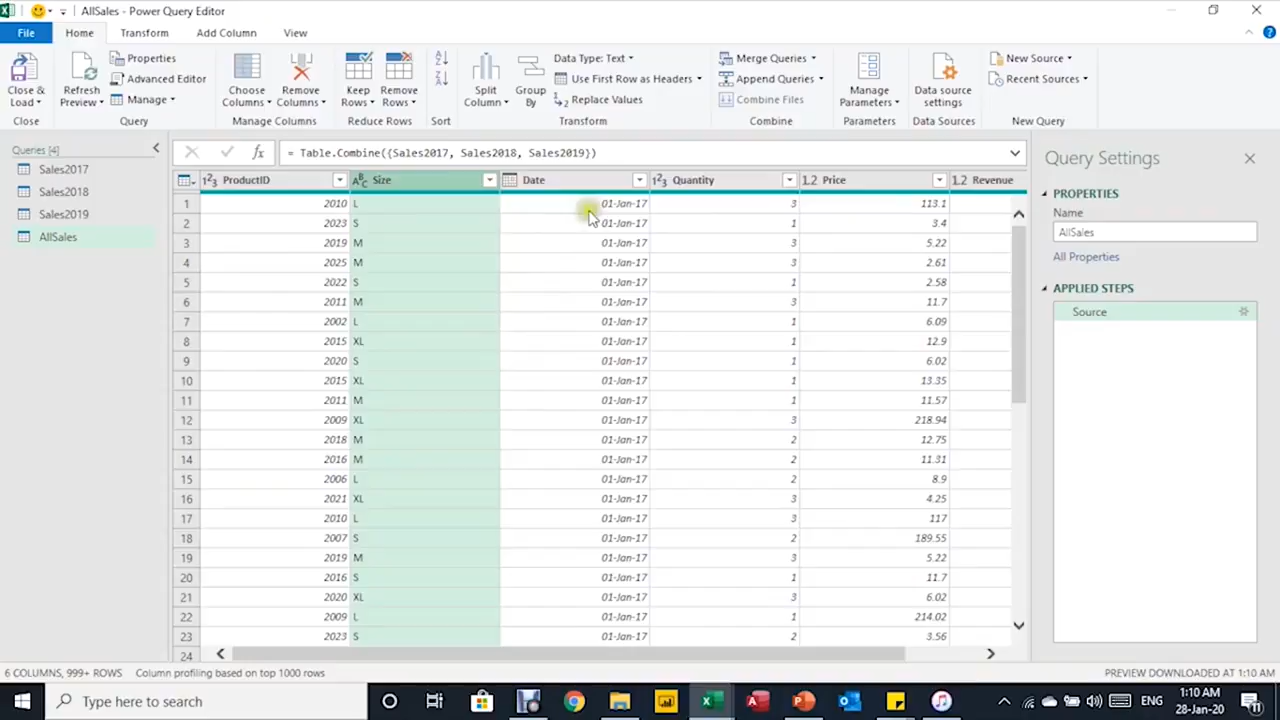 AllSales - Power Query Editor
File Home Transform Add Column View
Close & Load
Refresh Preview
Properties
Advanced Editor
Manage
Choose Columns
Remove Columns
Keep Rows
Remove Rows
Split Column
Group By
Data Type: Text
Use First Row as Headers
Replace Values
Merge Queries
Append Queries
Combine Files
Manage Parameters
Data source settings
New Source
Recent Sources
Close Query Manage Columns Reduce Rows Sort Transform Combine Parameters Data Sources New Query
Queries [4]
Sales2017
Sales2018
Sales2019
AllSales
fx = Table.Combine({Sales2017, Sales2018, Sales2019})
1²3 ProductID ABC Size Date 1²3 Quantity 1.2 Price 1.2 Revenue
1 2010 L 01-Jan-17 3 113.1
2 2023 S 01-Jan-17 1 3.4
3 2019 M 01-Jan-17 3 5.22
4 2025 M 01-Jan-17 3 2.61
5 2022 S 01-Jan-17 1 2.58
6 2011 M 01-Jan-17 3 11.7
7 2002 L 01-Jan-17 1 6.09
8 2015 XL 01-Jan-17 1 12.9
9 2020 S 01-Jan-17 1 6.02
10 2015 XL 01-Jan-17 1 13.35
11 2011 M 01-Jan-17 1 11.57
12 2009 XL 01-Jan-17 3 218.94
13 2018 M 01-Jan-17 2 12.75
14 2016 M 01-Jan-17 2 11.31
15 2006 L 01-Jan-17 2 8.9
16 2021 XL 01-Jan-17 3 4.25
17 2010 L 01-Jan-17 3 117
18 2007 S 01-Jan-17 2 189.55
19 2019 M 01-Jan-17 3 5.22
20 2016 S 01-Jan-17 1 11.7
21 2020 XL 01-Jan-17 3 6.02
22 2009 L 01-Jan-17 1 214.02
23 2023 S 01-Jan-17 2 3.56
24
Query Settings
PROPERTIES
Name
AllSales
All Properties
APPLIED STEPS
Source
6 COLUMNS, 999+ ROWS Column profiling based on top 1000 rows
PREVIEW DOWNLOADED AT 1:10 AM
Type here to search
ENG
1:10 AM
28-Jan-20
11